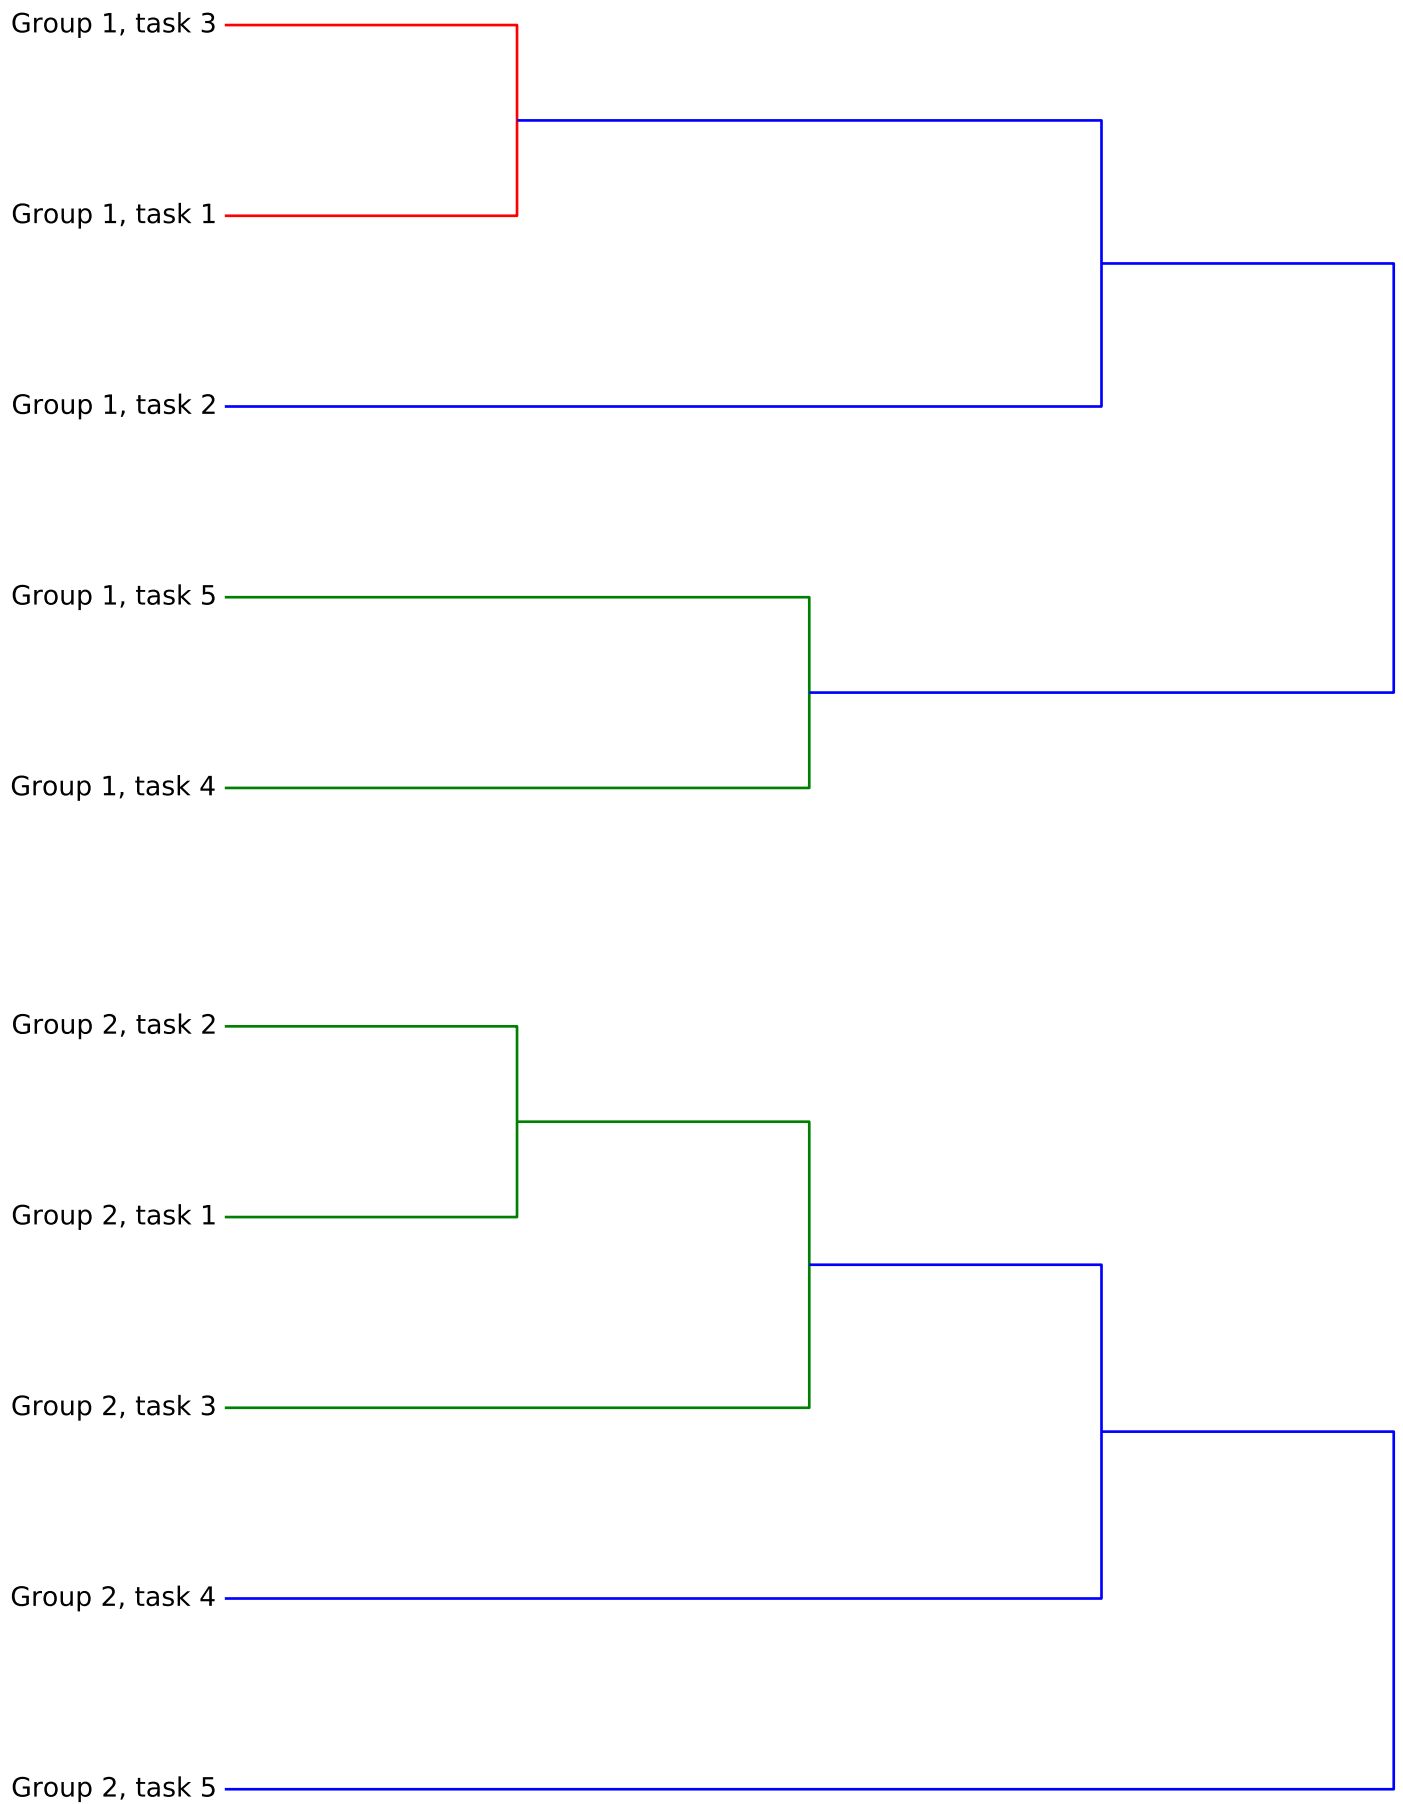 Group 1, task 3
Group 1, task 1
Group 1, task 2
Group 1, task 5
Group 1, task 4
Group 2, task 2
Group 2, task 1
Group 2, task 3
Group 2, task 4
Group 2, task 5